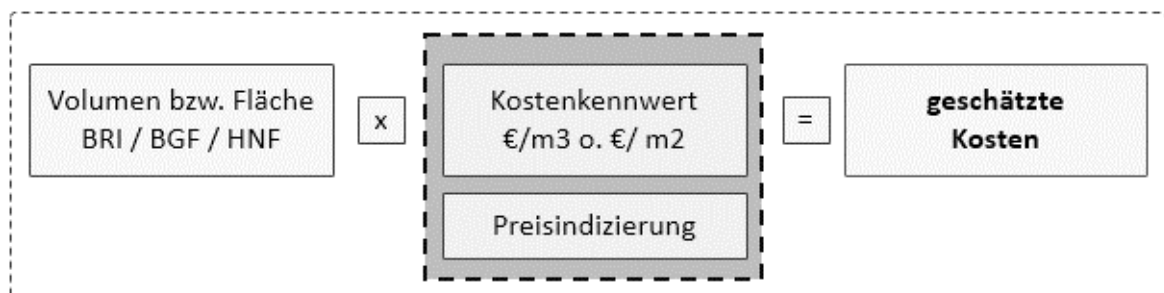 Volumen bzw. Fläche
BRI / BGF / HNF
x
Kostenkennwert
€/m3 o. €/ m2
Preisindizierung
=
geschätzte
Kosten